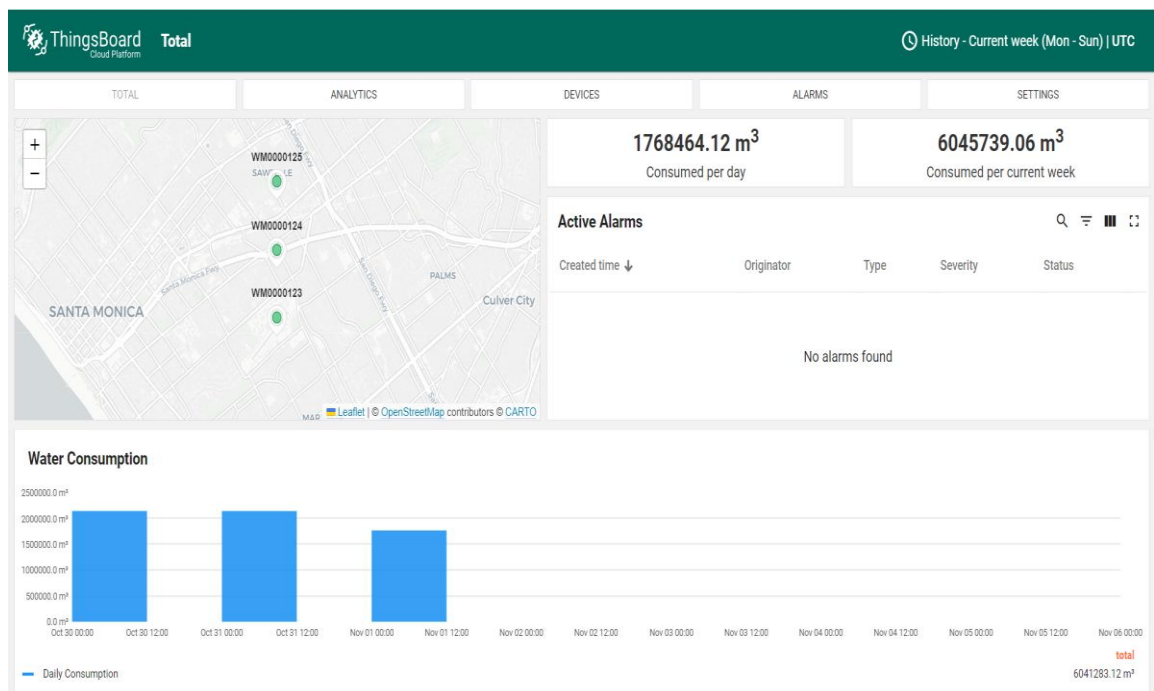 ThingsBoard
Cloud Platform
Total
History - Current week (Mon - Sun) | UTC
TOTAL
ANALYTICS
DEVICES
ALARMS
SETTINGS
+
−
WM0000125
WM0000124
WM0000123
PALMS
Culver City
Santa Monica Fwy
San Diego Fwy
SANTA MONICA
Leaflet | © OpenStreetMap contributors © CARTO
1768464.12 m³
Consumed per day
6045739.06 m³
Consumed per current week
Active Alarms
Created time ↓ Originator Type Severity Status
No alarms found
Water Consumption
2500000.0 m³
2000000.0 m³
1500000.0 m³
1000000.0 m³
500000.0 m³
0.0 m³
Oct 30 00:00 Oct 30 12:00 Oct 31 00:00 Oct 31 12:00 Nov 01 00:00 Nov 01 12:00 Nov 02 00:00 Nov 02 12:00 Nov 03 00:00 Nov 03 12:00 Nov 04 00:00 Nov 04 12:00 Nov 05 00:00 Nov 05 12:00 Nov 06 00:00
total
Daily Consumption 6041283.12 m³